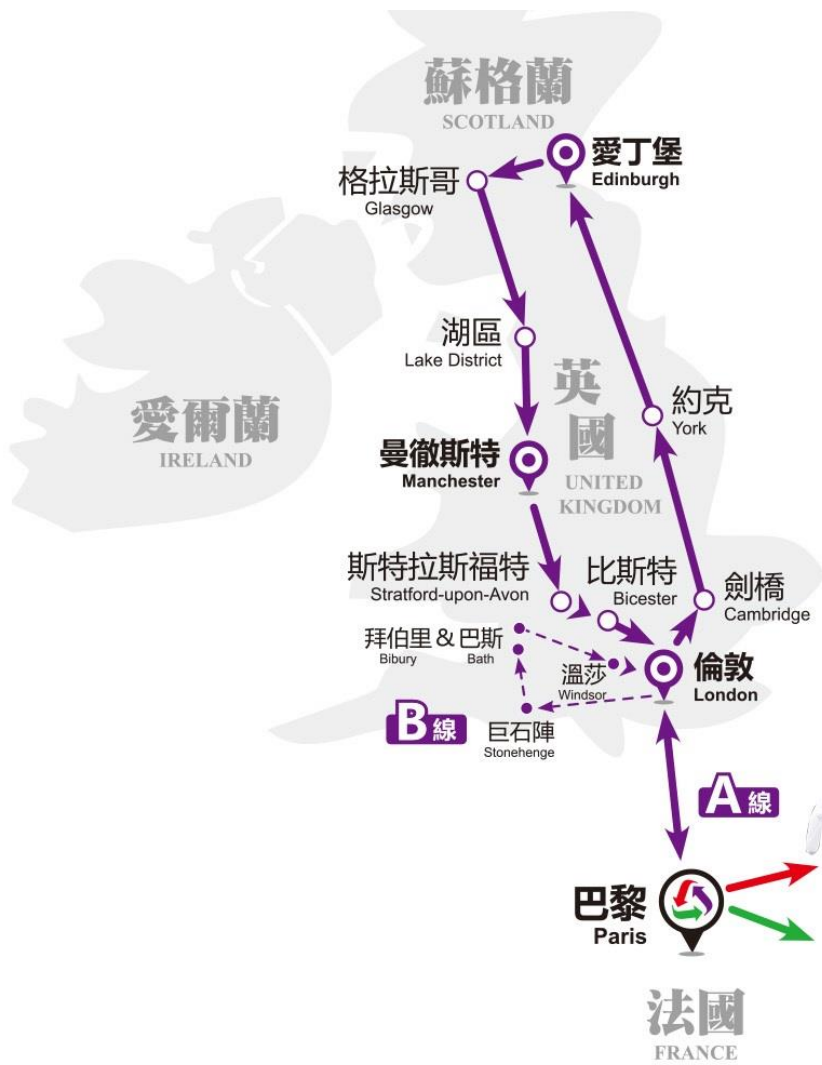 蘇格蘭
SCOTLAND
愛丁堡
Edinburgh
格拉斯哥
Glasgow
湖區
Lake District
英
國
UNITED
KINGDOM
約克
York
愛爾蘭
IRELAND
曼徹斯特
Manchester
斯特拉斯福特
Stratford-upon-Avon
比斯特
Bicester
劍橋
Cambridge
拜伯里 & 巴斯
Bibury Bath
溫莎
Windsor
倫敦
London
B線
巨石陣
Stonehenge
A線
巴黎
Paris
法國
FRANCE